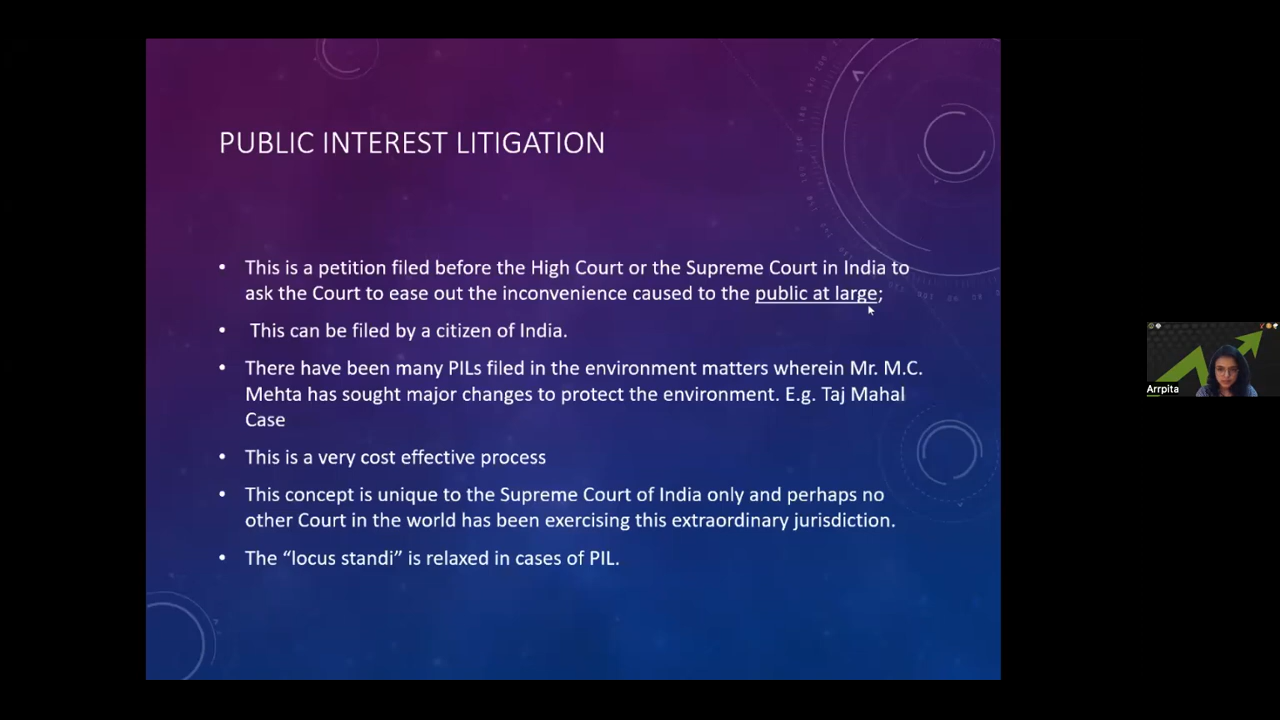 PUBLIC INTEREST LITIGATION
• This is a petition filed before the High Court or the Supreme Court in India to
ask the Court to ease out the inconvenience caused to the public at large;
• This can be filed by a citizen of India.
• There have been many PILs filed in the environment matters wherein Mr. M.C.
Mehta has sought major changes to protect the environment. E.g. Taj Mahal
Case
• This is a very cost effective process
• This concept is unique to the Supreme Court of India only and perhaps no
other Court in the world has been exercising this extraordinary jurisdiction.
• The “locus standi” is relaxed in cases of PIL.
Arrpita